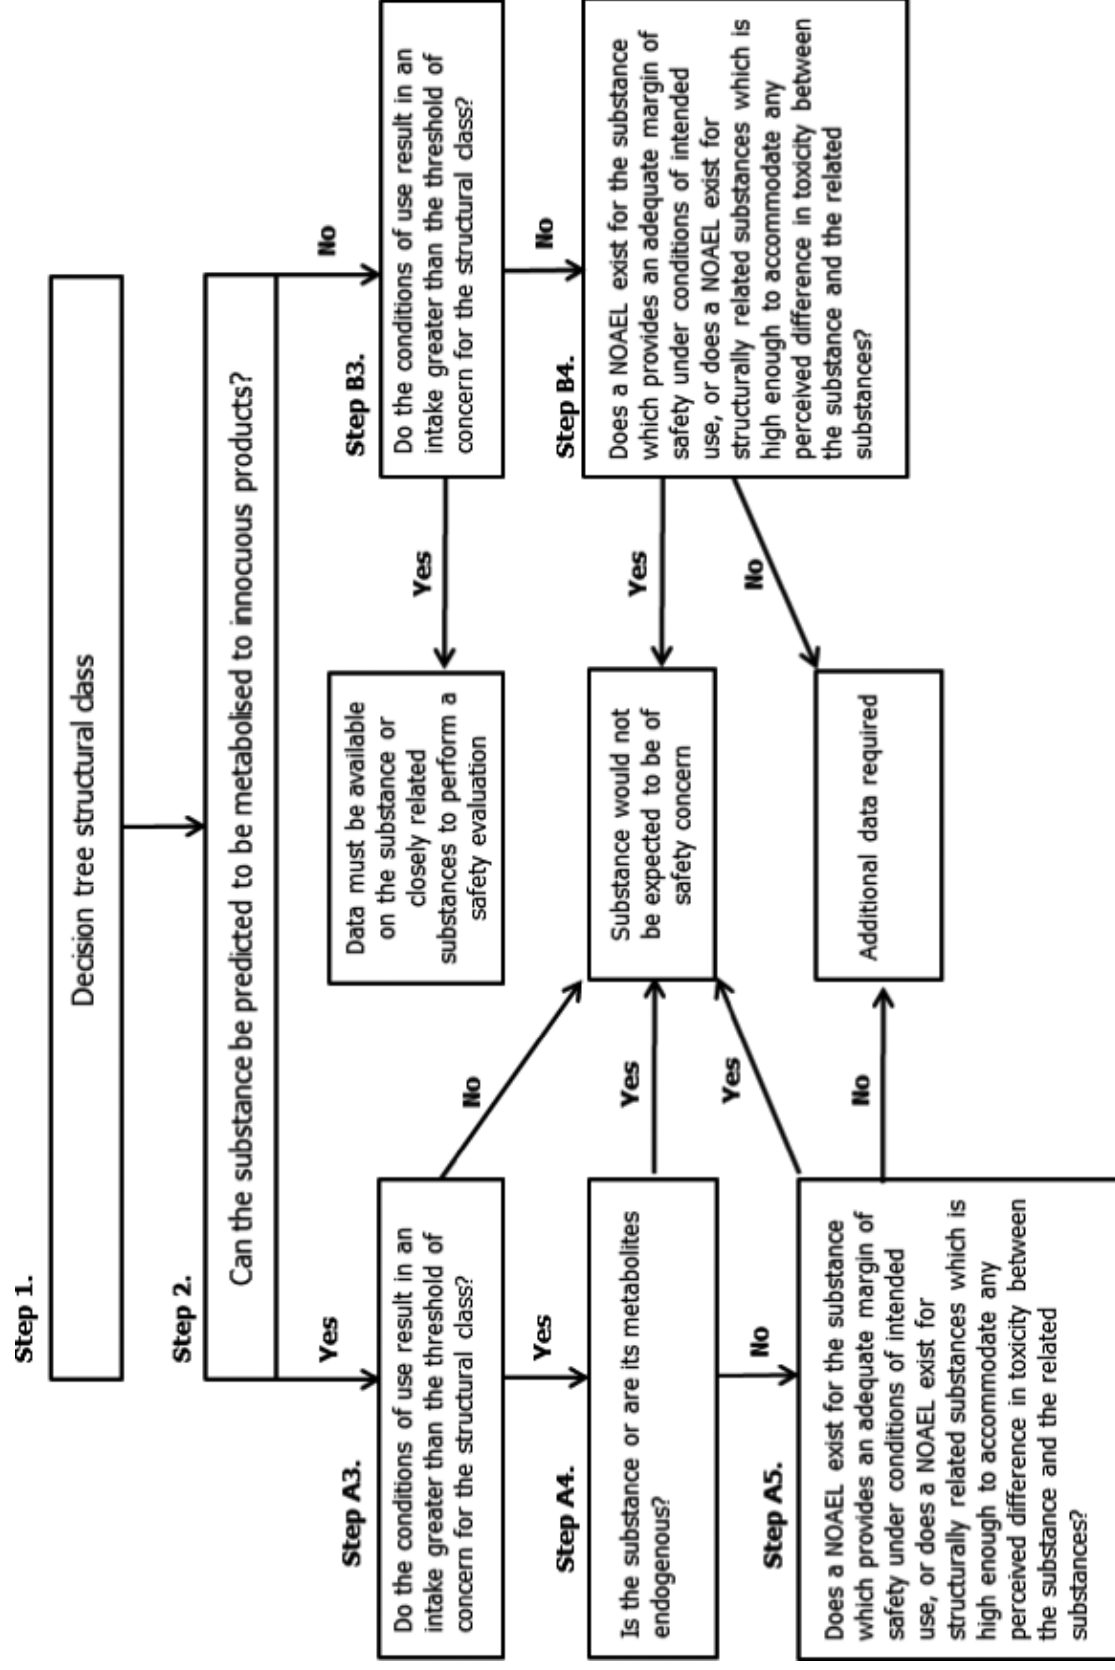 Step 1.
Decision tree structural class
Step 2.
Can the substance be predicted to be metabolised to innocuous products?
Yes
No
Step A3.
Do the conditions of use result in an
intake greater than the threshold of
concern for the structural class?
No
Data must be available
on the substance or
closely related
substances to perform a
safety evaluation
Yes
Step B3.
Do the conditions of use result in an
intake greater than the threshold of
concern for the structural class?
Yes
No
Step A4.
Is the substance or are its metabolites
endogenous?
Yes
Substance would not
be expected to be of
safety concern
Yes
Step B4.
Does a NOAEL exist for the substance
which provides an adequate margin of
safety under conditions of intended
use, or does a NOAEL exist for
structurally related substances which is
high enough to accommodate any
perceived difference in toxicity between
the substance and the related
substances?
No
Yes
No
Step A5.
Does a NOAEL exist for the substance
which provides an adequate margin of
safety under conditions of intended
use, or does a NOAEL exist for
structurally related substances which is
high enough to accommodate any
perceived difference in toxicity between
the substance and the related
substances?
No
Additional data required